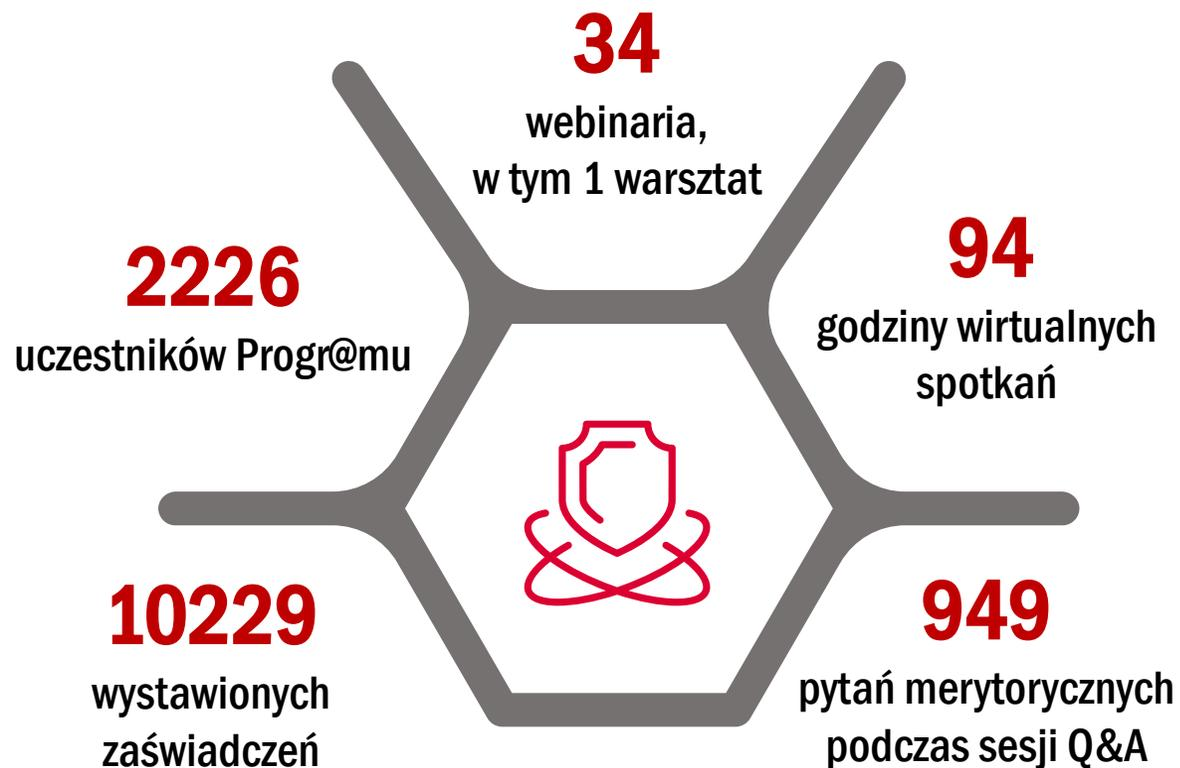 34
webinaria,
w tym 1 warsztat
2226
uczestników Progr@mu
94
godziny wirtualnych
spotkań
10229
wystawionych
zaświadczeń
949
pytań merytorycznych
podczas sesji Q&A